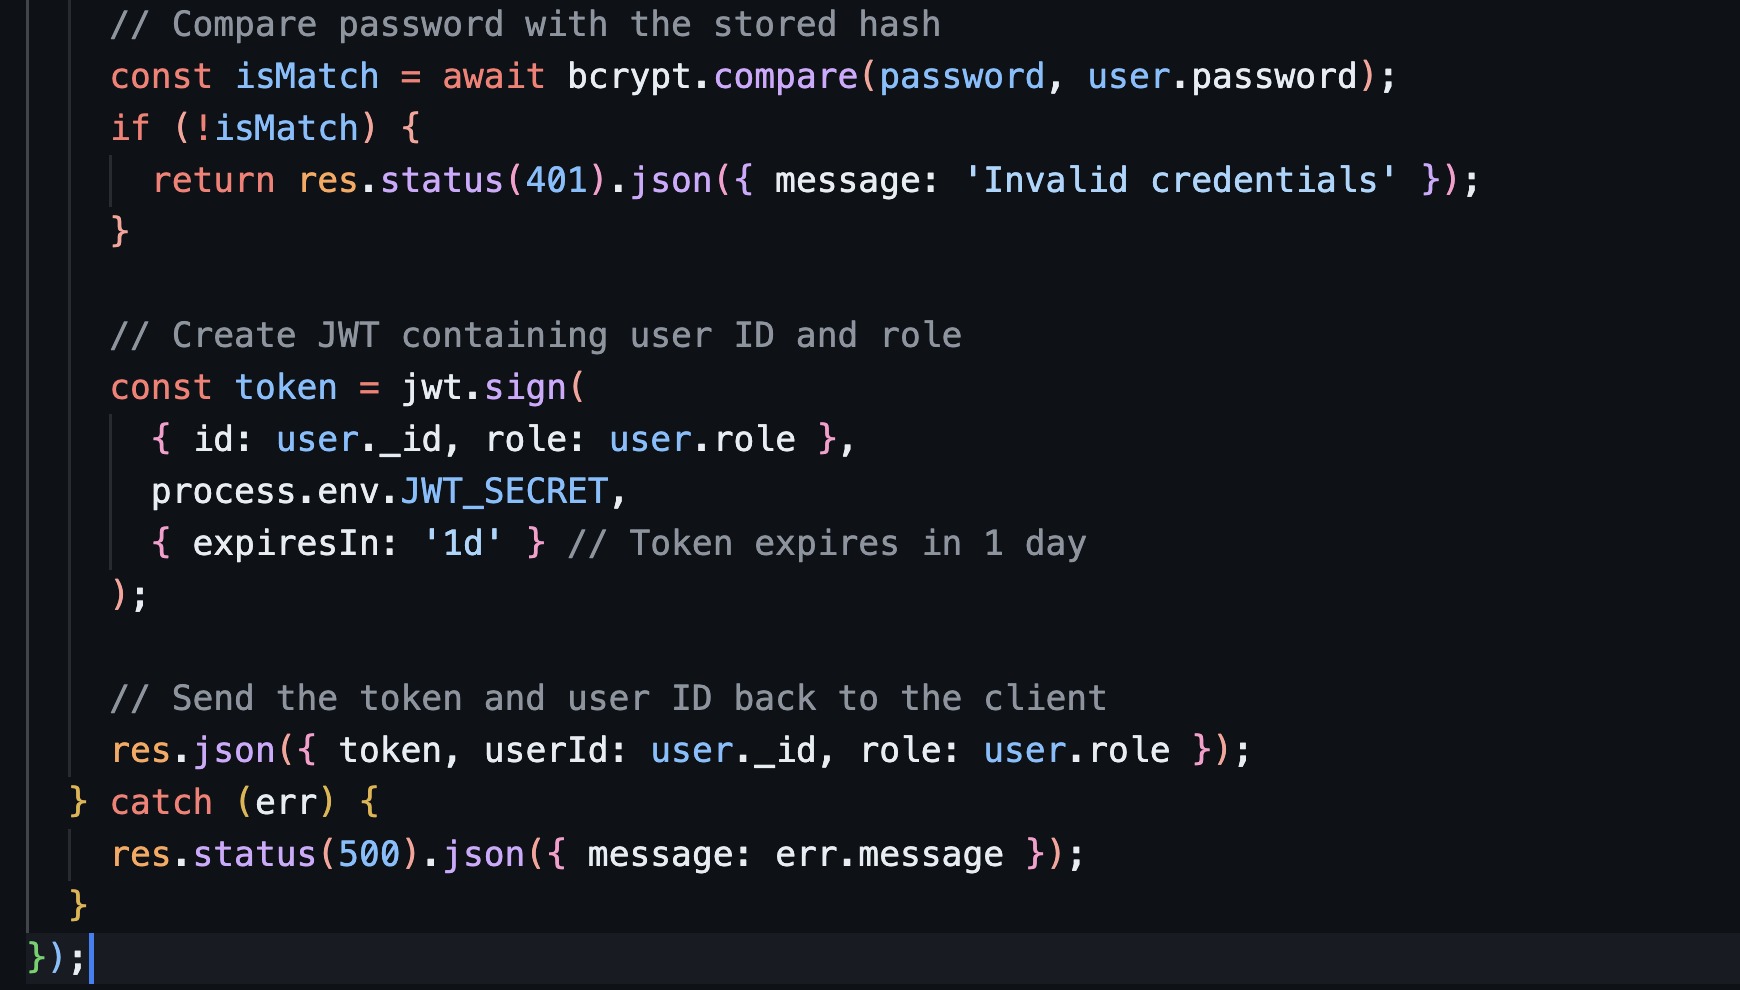 // Compare password with the stored hash
const isMatch = await bcrypt.compare(password, user.password);
if (!isMatch) {
return res.status(401).json({ message: 'Invalid credentials' });
}
// Create JWT containing user ID and role
const token = jwt.sign(
{ id: user._id, role: user.role },
process.env.JWT_SECRET,
{ expiresIn: '1d' } // Token expires in 1 day
);
// Send the token and user ID back to the client
res.json({ token, userId: user._id, role: user.role });
} catch (err) {
res.status(500).json({ message: err.message });
}
});